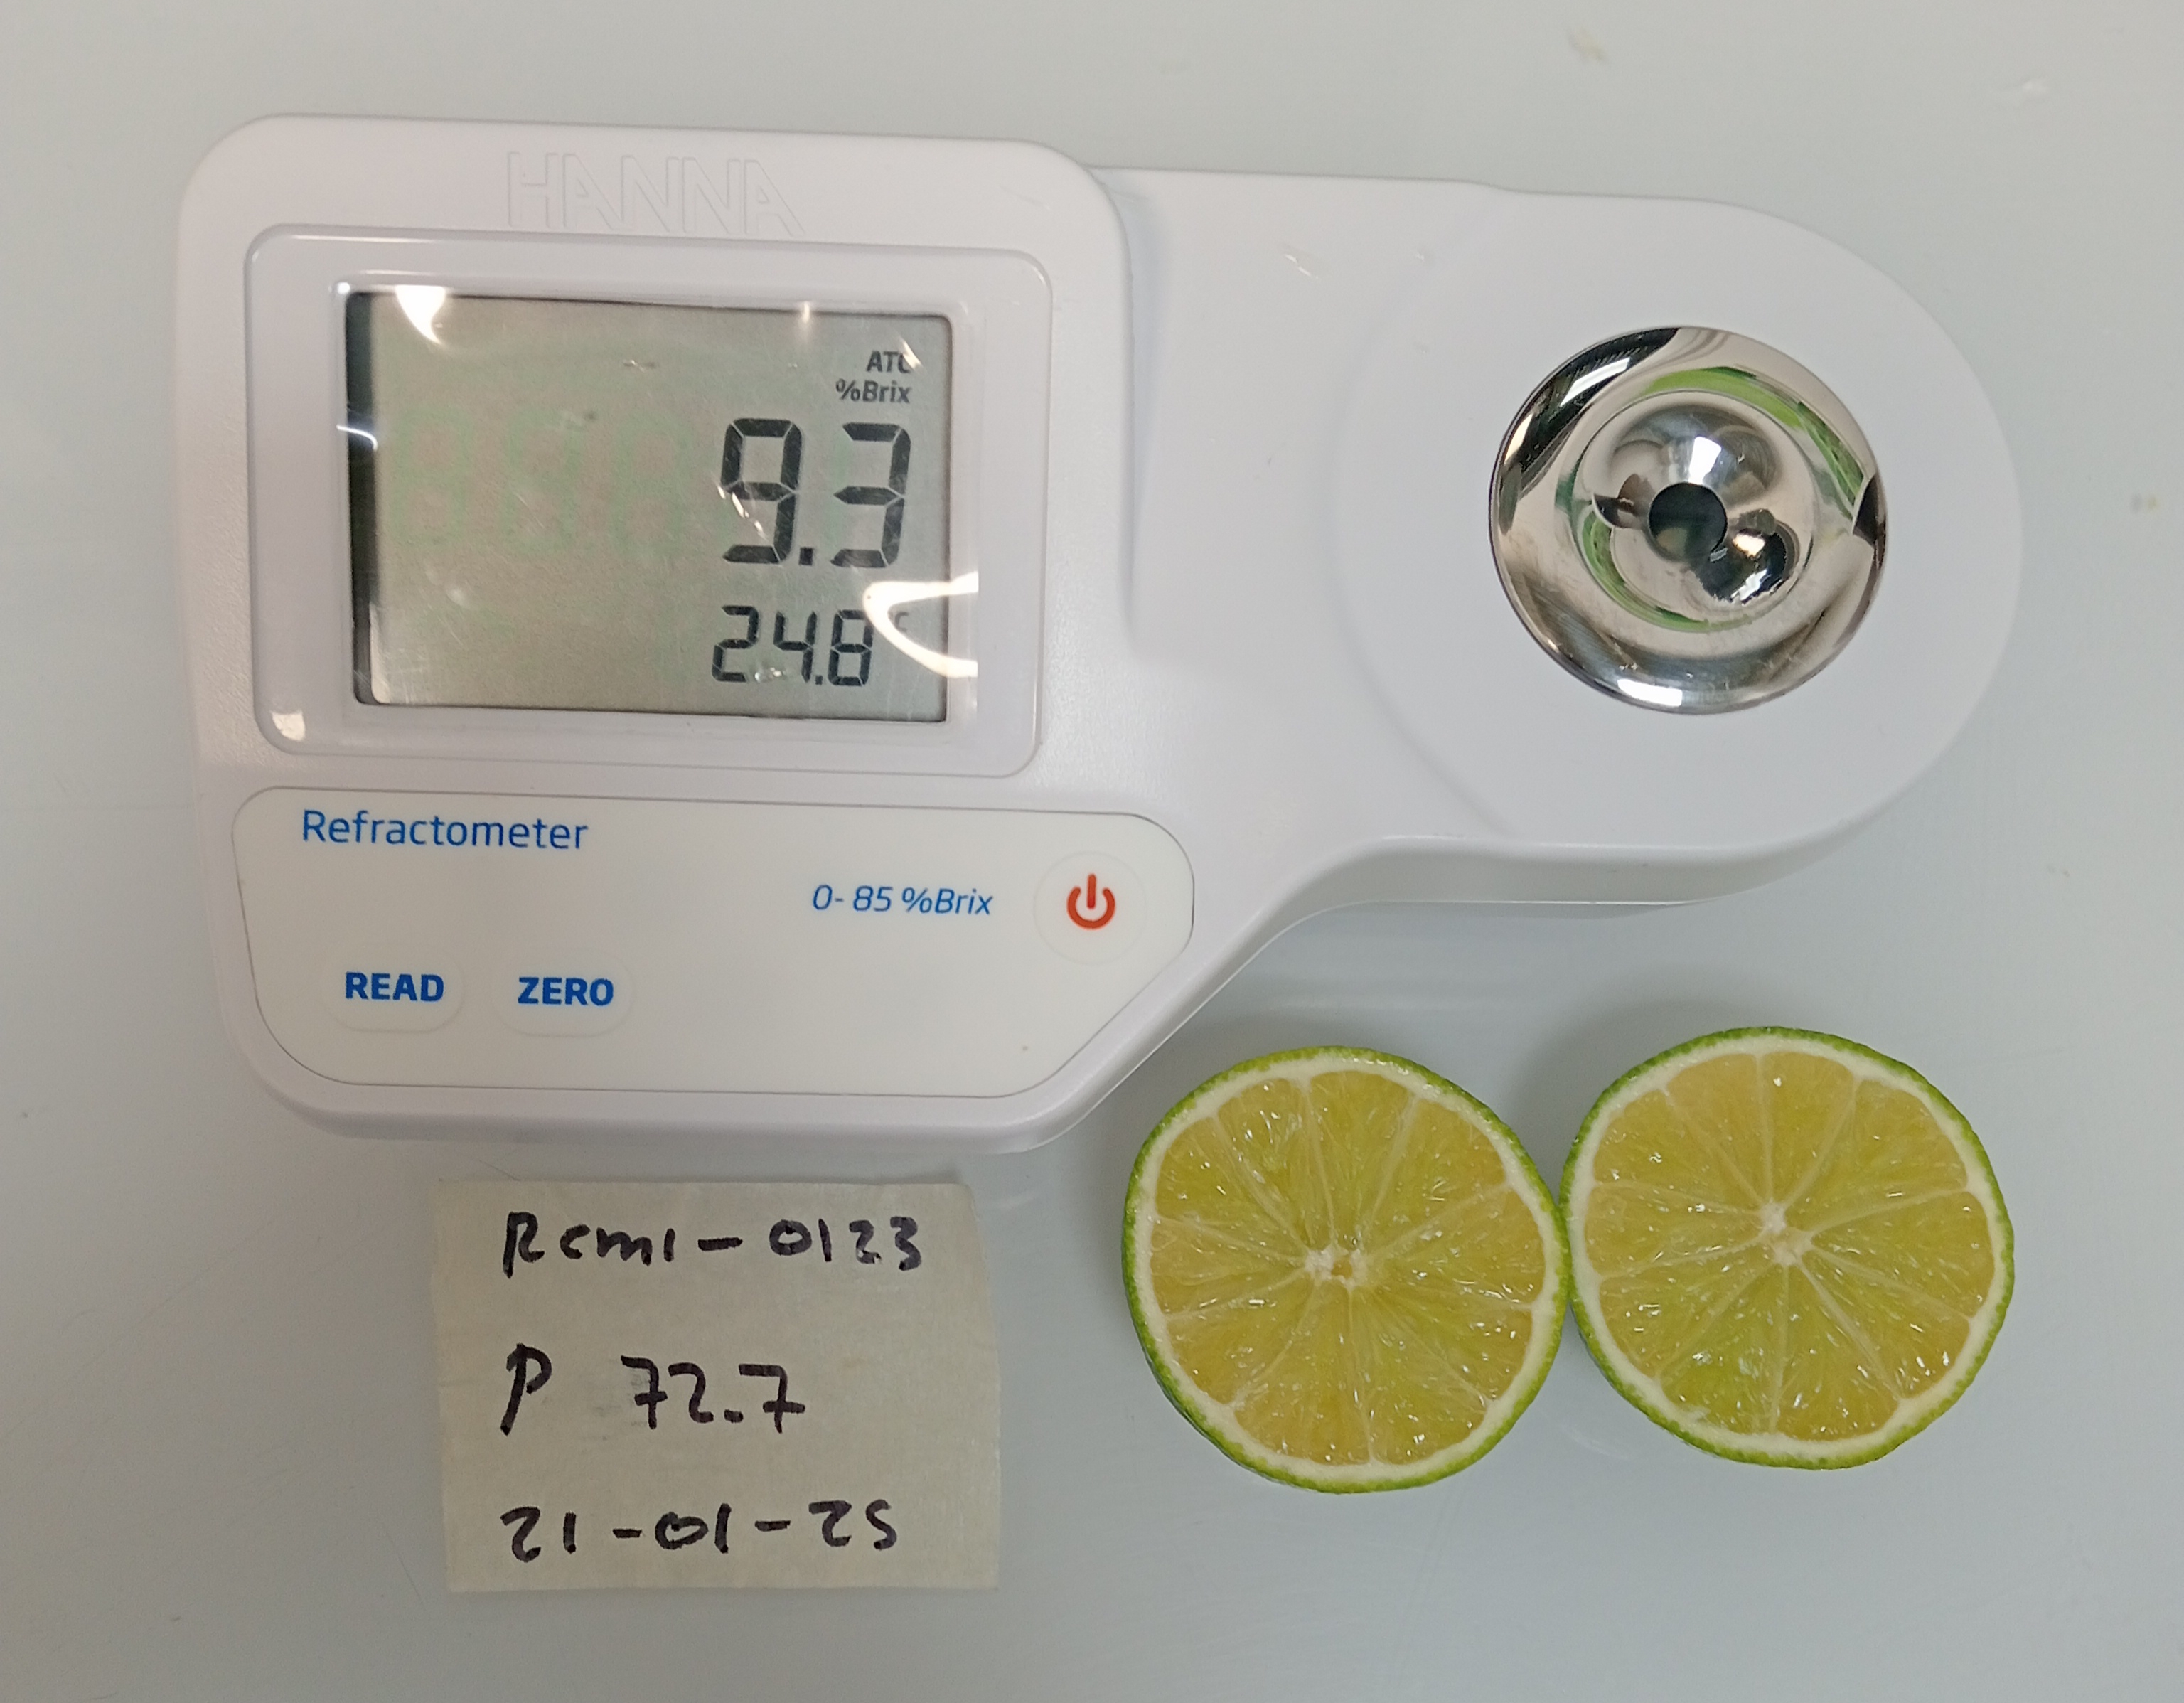 HANNA
ATC
%Brix
9.3
24.8 °C
Refractometer
0-85 %Brix
READ
ZERO
Rcm1-0123
P 72.7
21-01-25